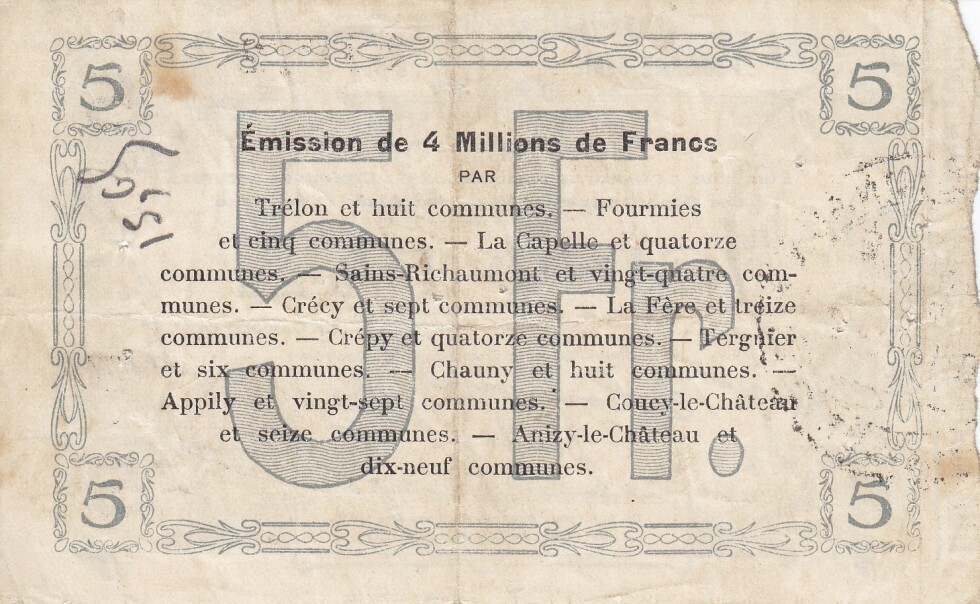 5 5
5 Fr.
Émission de 4 Millions de Francs
PAR
Trélon et huit communes. — Fourmies
et cinq communes. — La Capelle et quatorze
communes. — Sains-Richaumont et vingt-quatre com-
munes. — Crécy et sept communes. — La Fère et treize
communes. — Crépy et quatorze communes. — Tergnier
et six communes. — Chauny et huit communes. —
Appily et vingt-sept communes. — Coucy-le-Château
et seize communes. — Anizy-le-Château et
dix-neuf communes.
5 5